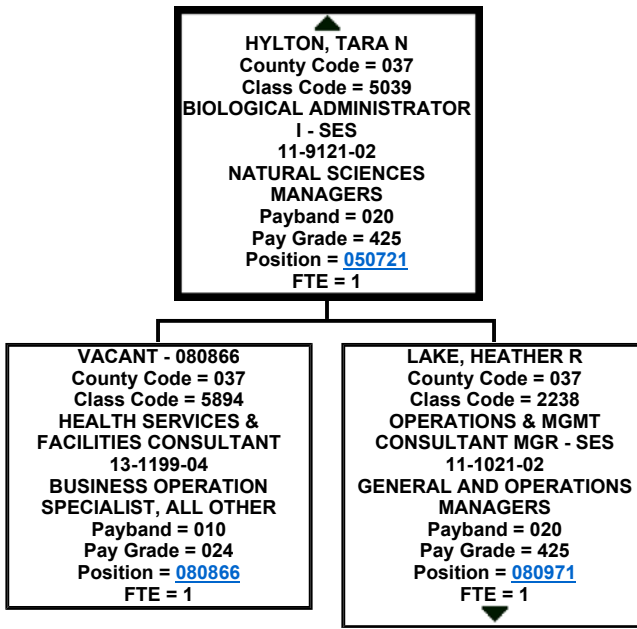 HYLTON, TARA N
County Code = 037
Class Code = 5039
BIOLOGICAL ADMINISTRATOR
I - SES
11-9121-02
NATURAL SCIENCES
MANAGERS
Payband = 020
Pay Grade = 425
Position = 050721
FTE = 1
VACANT - 080866
County Code = 037
Class Code = 5894
HEALTH SERVICES &
FACILITIES CONSULTANT
13-1199-04
BUSINESS OPERATION
SPECIALIST, ALL OTHER
Payband = 010
Pay Grade = 024
Position = 080866
FTE = 1
LAKE, HEATHER R
County Code = 037
Class Code = 2238
OPERATIONS & MGMT
CONSULTANT MGR - SES
11-1021-02
GENERAL AND OPERATIONS
MANAGERS
Payband = 020
Pay Grade = 425
Position = 080971
FTE = 1